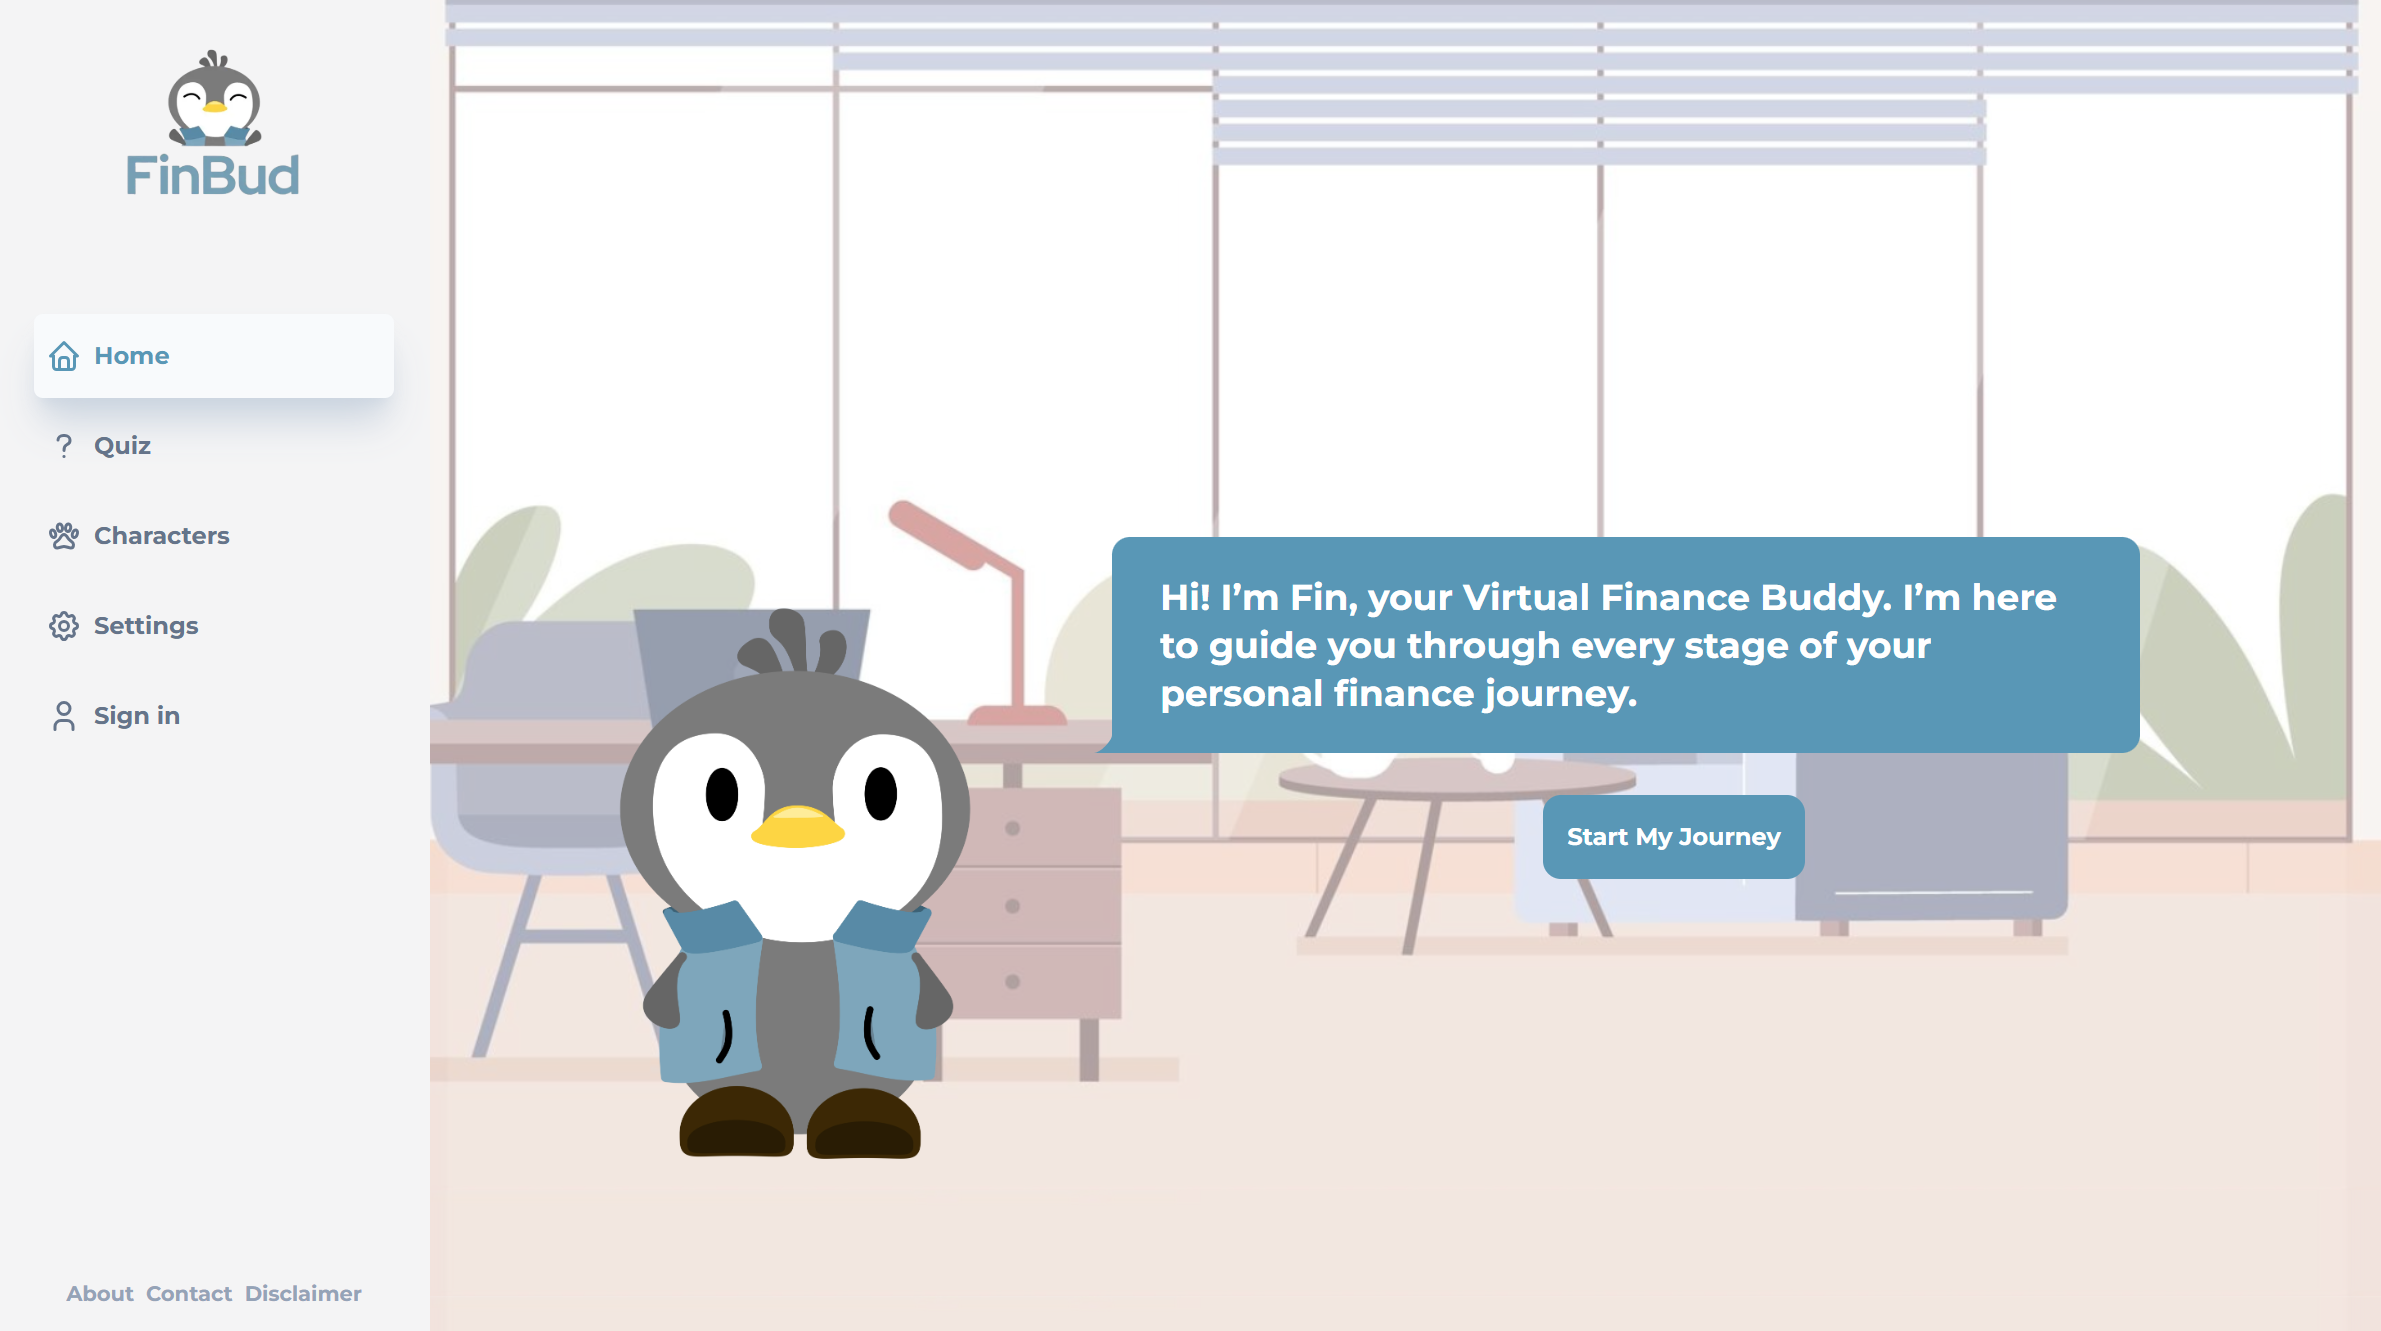 FinBud
Home
Quiz
Characters
Settings
Sign in
About Contact Disclaimer
Hi! I’m Fin, your Virtual Finance Buddy. I’m here
to guide you through every stage of your
personal finance journey.
Start My Journey